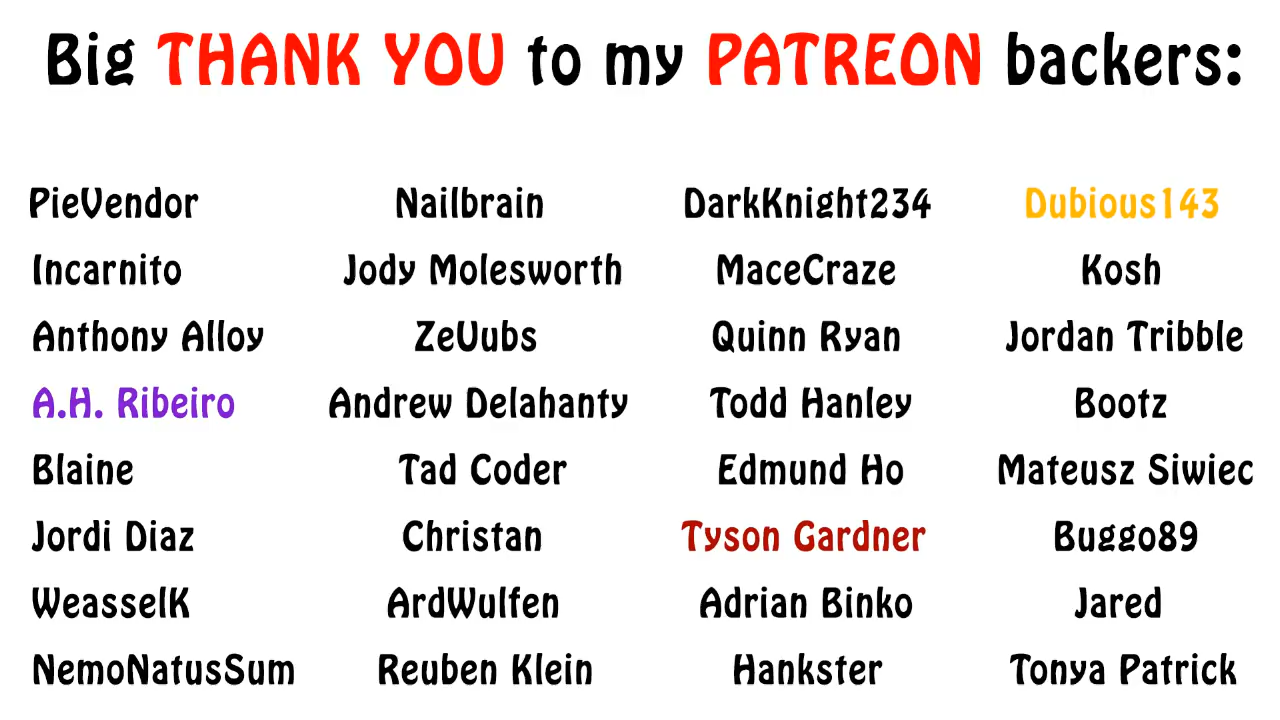 Big THANK YOU to my PATREON backers:
PieVendor Nailbrain DarkKnight234 Dubious143
Incarnito Jody Molesworth MaceCraze Kosh
Anthony Alloy ZeVubs Quinn Ryan Jordan Tribble
A.H. Ribeiro Andrew Delahanty Todd Hanley Bootz
Blaine Tad Coder Edmund Ho Mateusz Siwiec
Jordi Diaz Christan Tyson Gardner Buggo89
WeasselK ArdWulfen Adrian Binko Jared
NemoNatusSum Reuben Klein Hankster Tonya Patrick